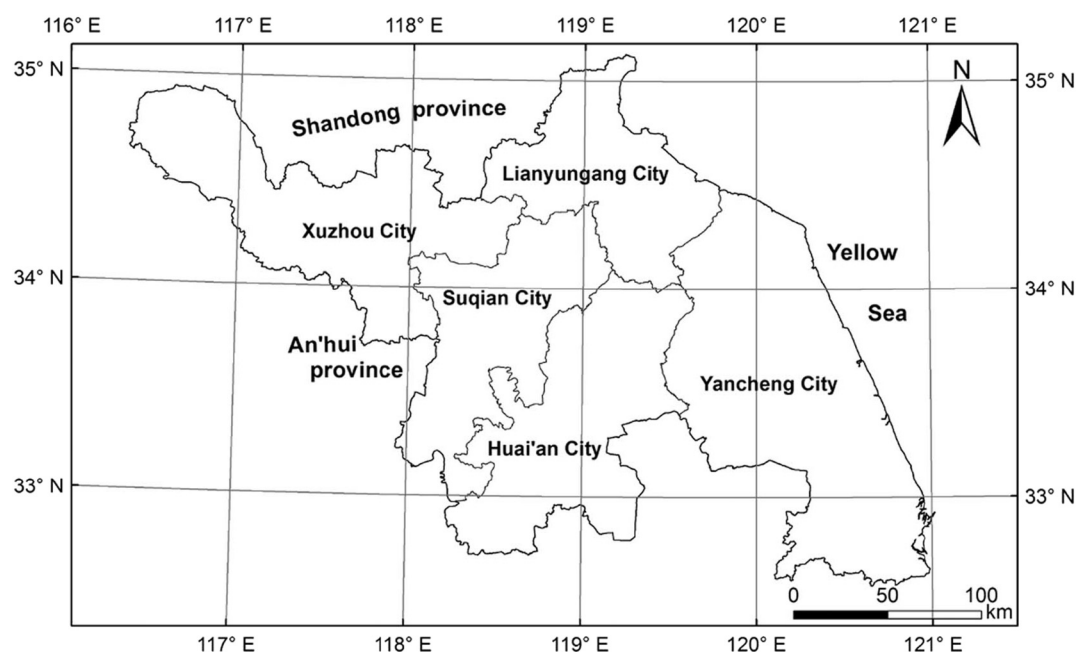 116° E 117° E 118° E 119° E 120° E 121° E
35° N 35° N
N
Shandong province
Lianyungang City
Xuzhou City
Yellow
Sea
34° N 34° N
Suqian City
An'hui
province
Yancheng City
Huai'an City
33° N 33° N
0 50 100
km
117° E 118° E 119° E 120° E 121° E